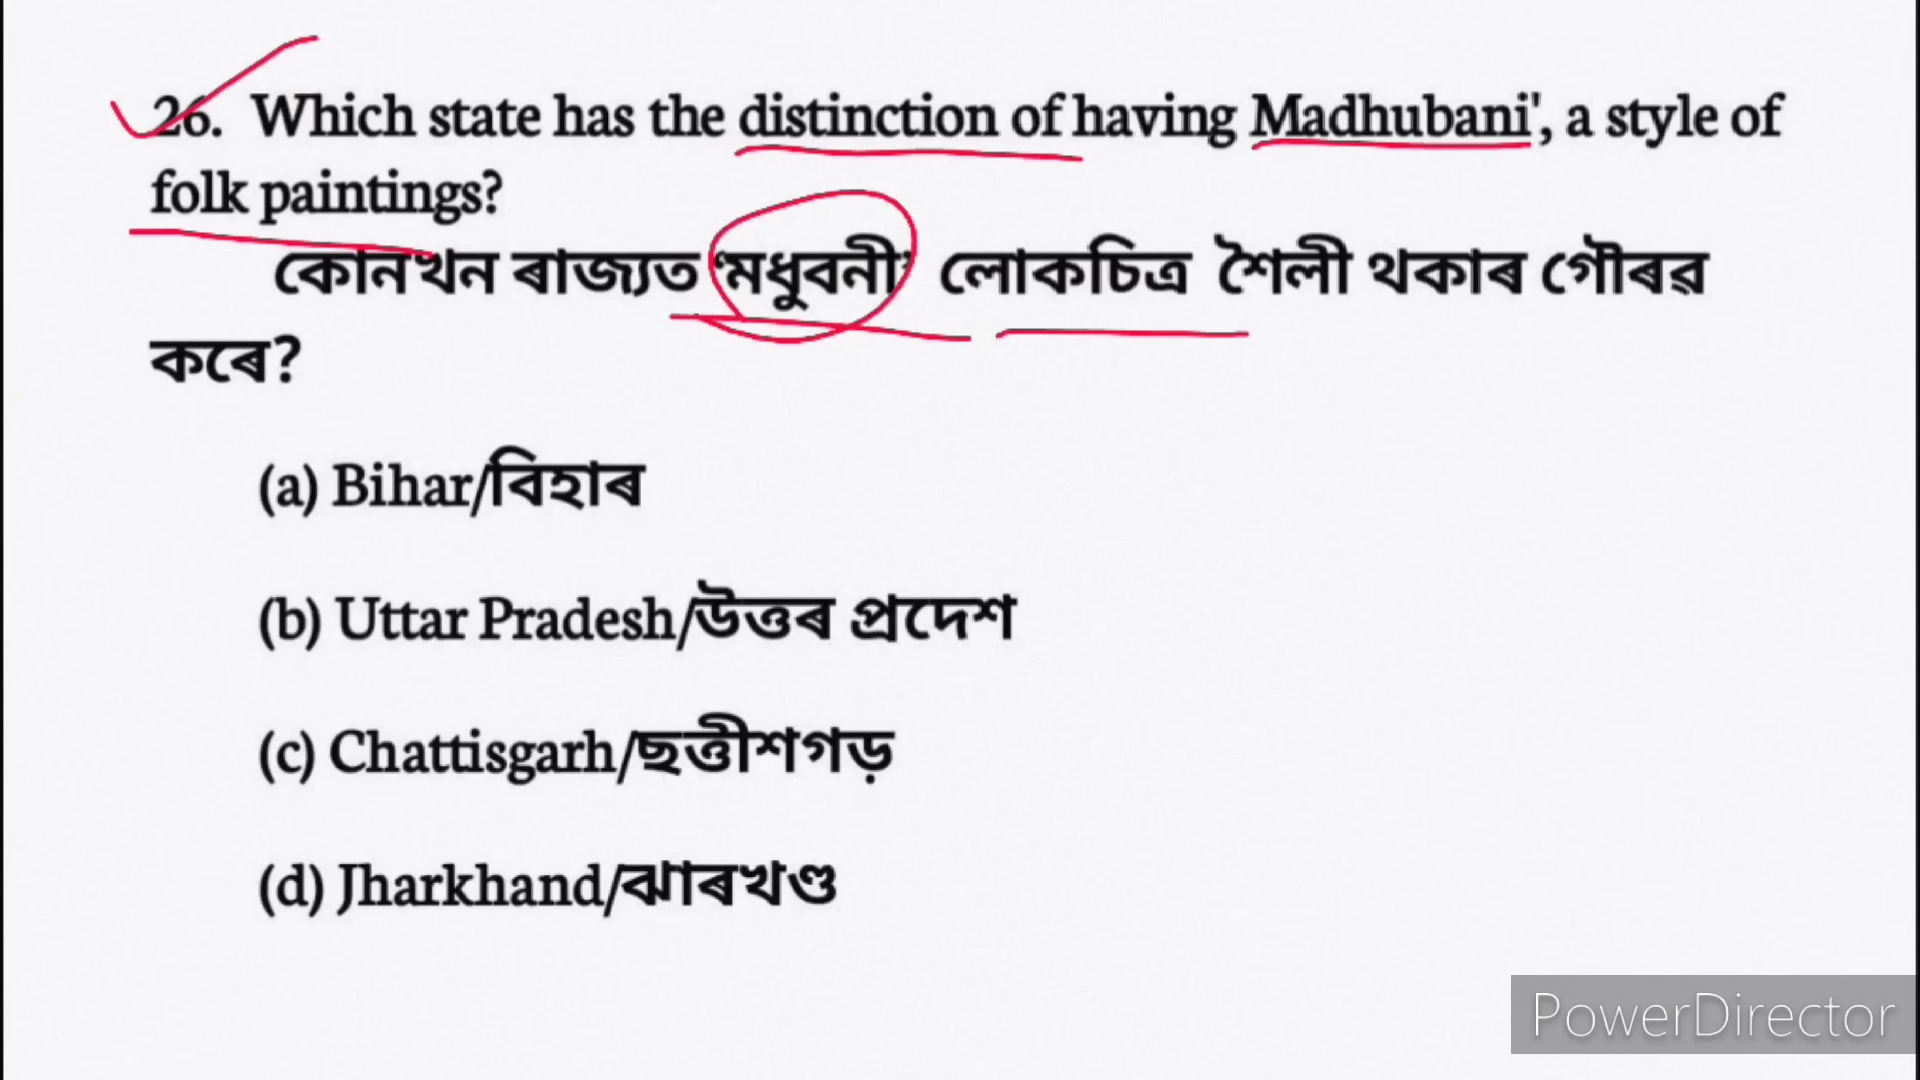 26. Which state has the distinction of having Madhubani', a style of
folk paintings?
কোনখন ৰাজ্যত ‘মধুবনী’ লোকচিত্ৰ শৈলী থকাৰ গৌৰৱ
কৰে?
(a) Bihar/বিহাৰ
(b) Uttar Pradesh/উত্তৰ প্ৰদেশ
(c) Chattisgarh/ছত্তীশগড়
(d) Jharkhand/ঝাৰখণ্ড
PowerDirector